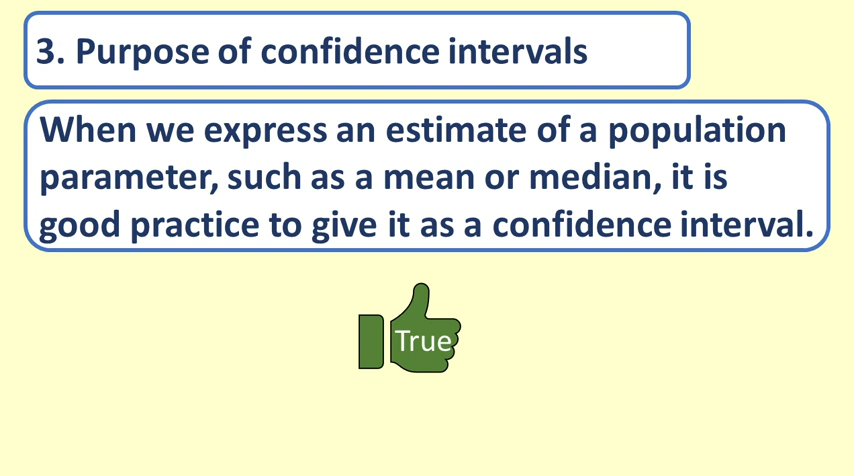 3. Purpose of confidence intervals
When we express an estimate of a population
parameter, such as a mean or median, it is
good practice to give it as a confidence interval.
True